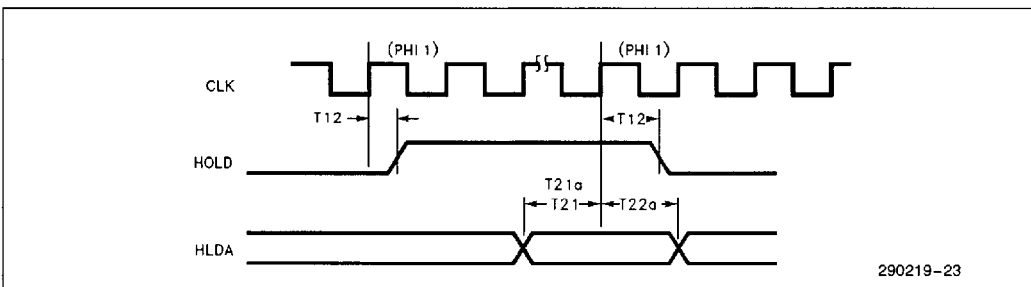 (PHI 1) (PHI 1)
CLK
T12 T12
HOLD
T21a
T21 T22a
HLDA
290219-23